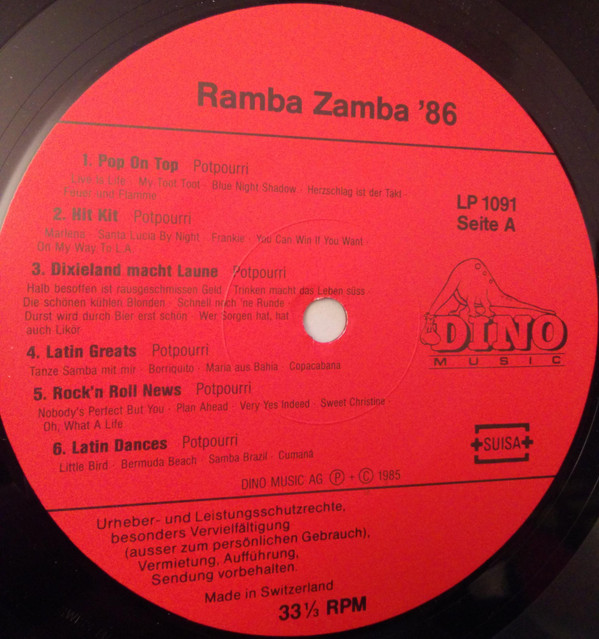 Ramba Zamba '86
1. Pop On Top Potpourri
Live Is Life · My Toot Toot · Blue Night Shadow · Herzschlag ist der Takt ·
Feuer und Flamme
2. Hit Kit Potpourri
Marlene · Santa Lucia By Night · Frankie · You Can Win If You Want ·
On My Way To L.A.
3. Dixieland macht Laune Potpourri
Halb besoffen ist rausgeschmissen Gold · Trinken macht das Leben süss ·
Die schönen kühlen Blonden · Schnell noch 'ne Runde ·
Durst wird durch Bier erst schön · Wer Sorgen hat, hat
auch Likör
4. Latin Greats Potpourri
Tanze Samba mit mir · Borriquito · Maria aus Bahia · Copacabana
5. Rock'n Roll News Potpourri
Nobody's Perfect But You · Plan Ahead · Very Yes Indeed · Sweet Christine ·
Oh, What A Life
6. Latin Dances Potpourri
Little Bird · Bermuda Beach · Samba Brazil · Cumaná
LP 1091
Seite A
DINO
MUSIC
SUISA
DINO MUSIC AG Ⓟ + © 1985
Urheber- und Leistungsschutzrechte,
besonders Vervielfältigung
(ausser zum persönlichen Gebrauch),
Vermietung, Aufführung,
Sendung vorbehalten.
Made in Switzerland
33⅓ RPM